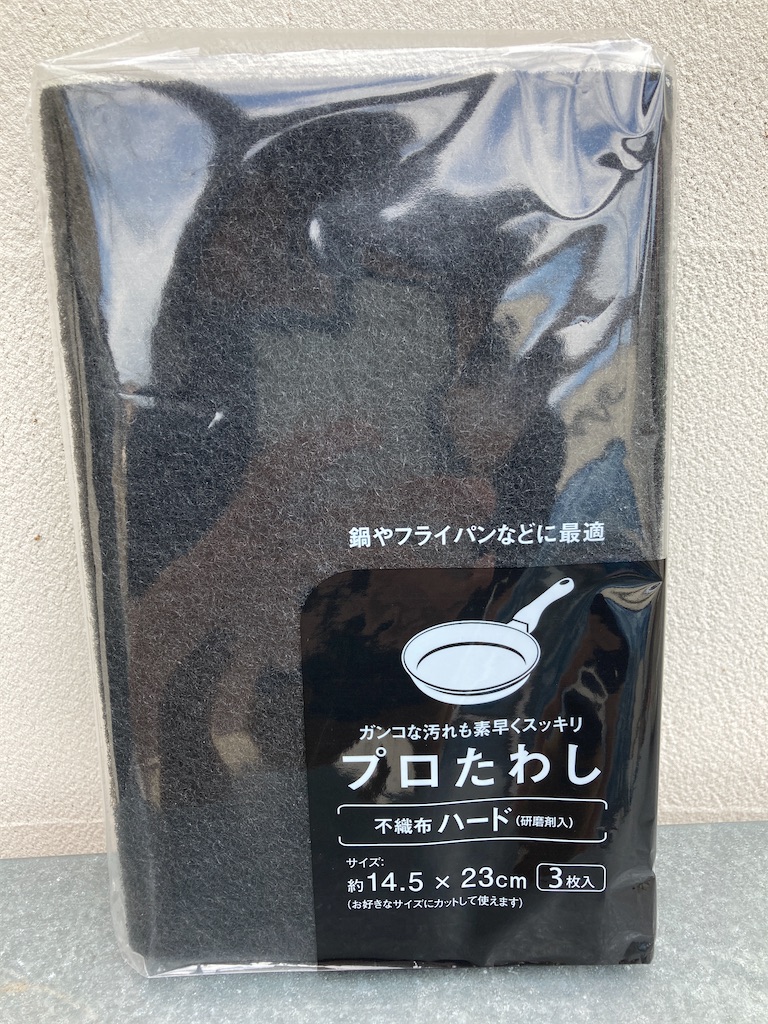 鍋やフライパンなどに最適
ガンコな汚れも素早くスッキリ
プロたわし
不織布 ハード (研磨剤入)
サイズ:
約14.5 × 23cm 3枚入
(お好きなサイズにカットして使えます)